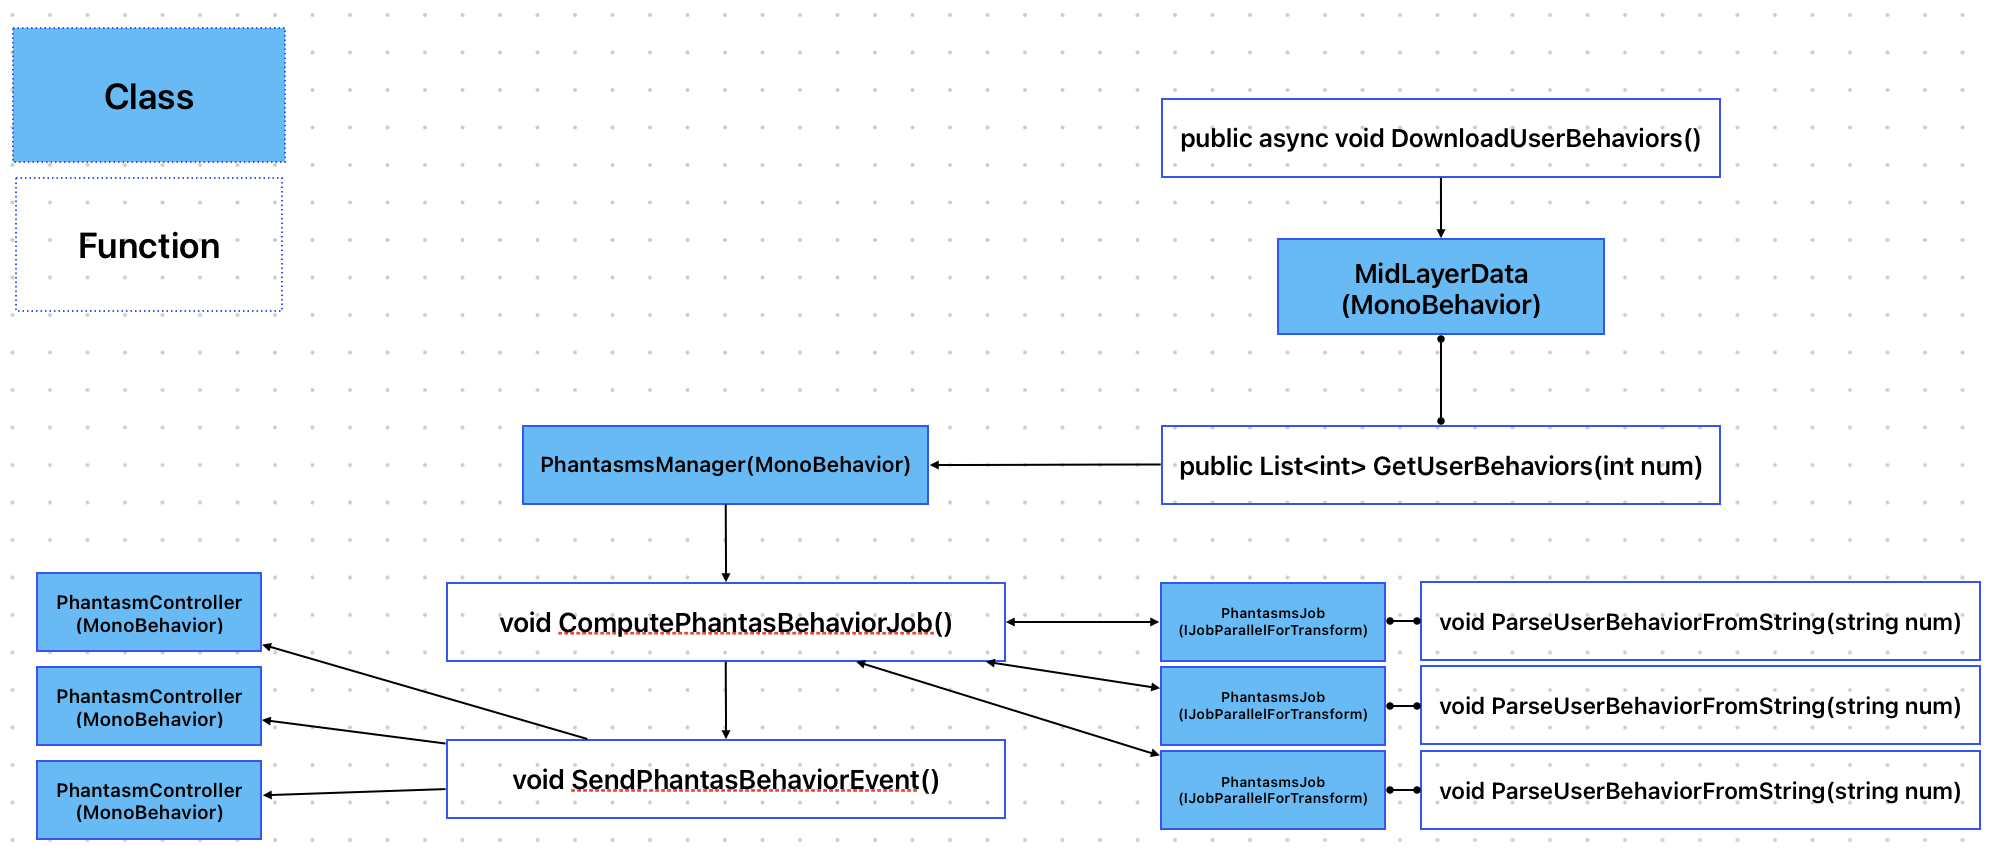 Class
Function
public async void DownloadUserBehaviors()
MidLayerData
(MonoBehavior)
PhantasmsManager(MonoBehavior)
public List<int> GetUserBehaviors(int num)
PhantasmController
(MonoBehavior)
PhantasmController
(MonoBehavior)
PhantasmController
(MonoBehavior)
void ComputePhantasBehaviorJob()
void SendPhantasBehaviorEvent()
PhantasmsJob
(IJobParallelForTransform)
void ParseUserBehaviorFromString(string num)
PhantasmsJob
(IJobParallelForTransform)
void ParseUserBehaviorFromString(string num)
PhantasmsJob
(IJobParallelForTransform)
void ParseUserBehaviorFromString(string num)